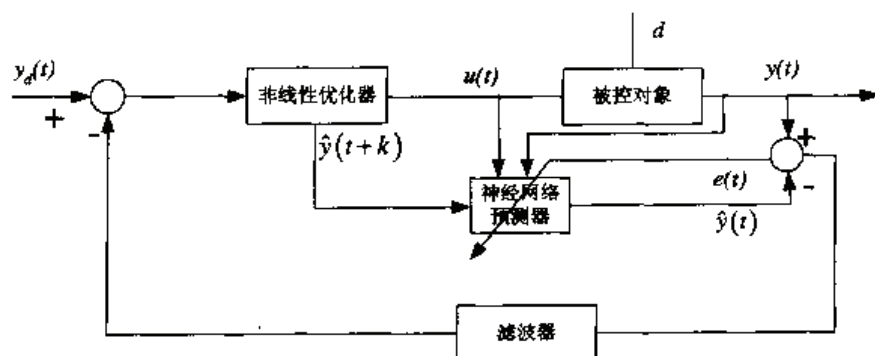 d
y_d(t)
非线性优化器
u(t)
被控对象
y(t)
+
-
ŷ(t+k)
+
神经网络
预测器
e(t)
-
ŷ(t)
滤波器